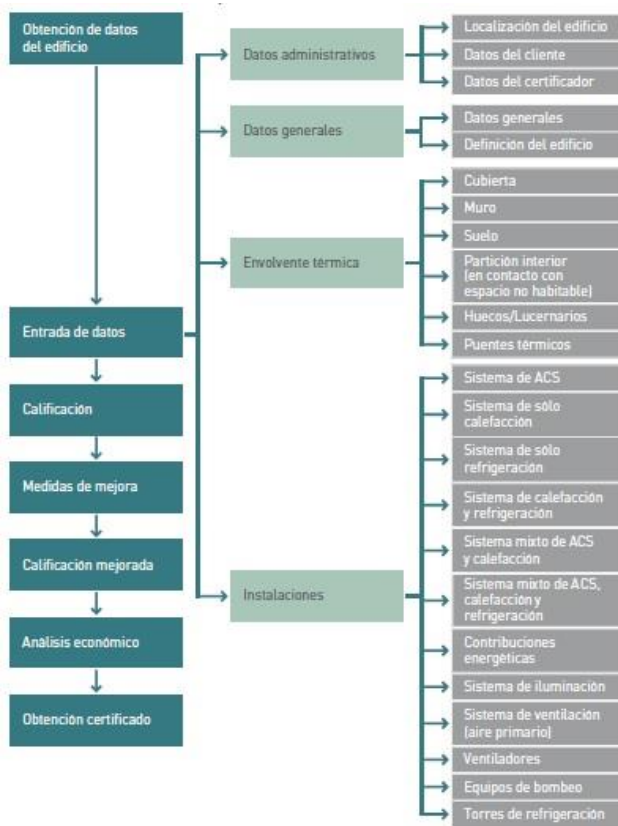 Obtención de datos
del edificio
Entrada de datos
Calificación
Medidas de mejora
Calificación mejorada
Análisis económico
Obtención certificado
Datos administrativos
Datos generales
Envolvente térmica
Instalaciones
Localización del edificio
Datos del cliente
Datos del certificador
Datos generales
Definición del edificio
Cubierta
Muro
Suelo
Partición interior
(en contacto con
espacio no habitable)
Huecos/Lucernarios
Puentes térmicos
Sistema de ACS
Sistema de sólo
calefacción
Sistema de sólo
refrigeración
Sistema de calefacción
y refrigeración
Sistema mixto de ACS
y calefacción
Sistema mixto de ACS,
calefacción y
refrigeración
Contribuciones
energéticas
Sistema de iluminación
Sistema de ventilación
(aire primario)
Ventiladores
Equipos de bombeo
Torres de refrigeración